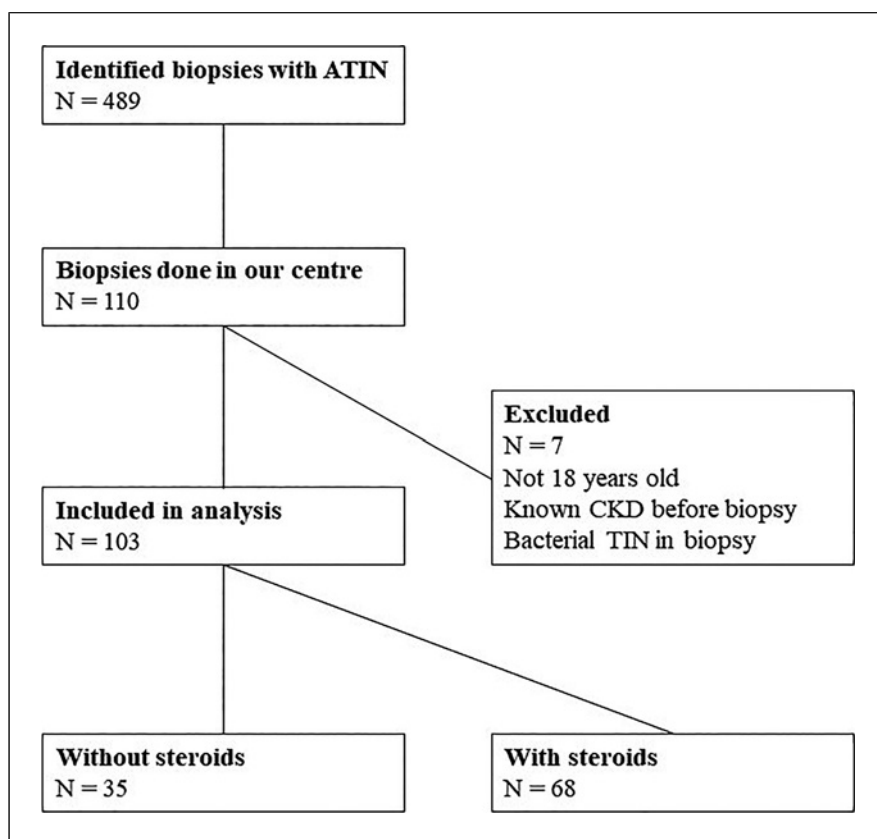 Identified biopsies with ATIN
N = 489
Biopsies done in our centre
N = 110
Excluded
N = 7
Not 18 years old
Known CKD before biopsy
Bacterial TIN in biopsy
Included in analysis
N = 103
Without steroids
N = 35
With steroids
N = 68